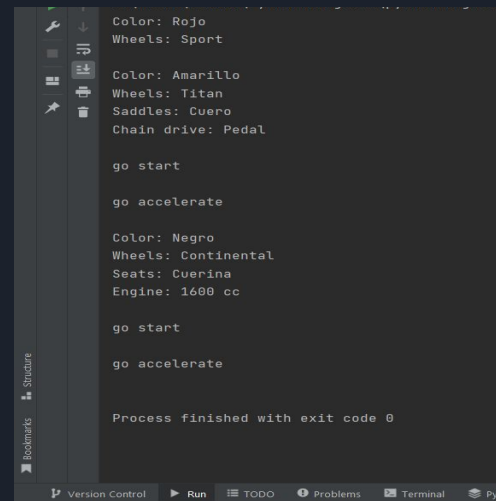 Color: Rojo
Wheels: Sport
Color: Amarillo
Wheels: Titan
Saddles: Cuero
Chain drive: Pedal
go start
go accelerate
Color: Negro
Wheels: Continental
Seats: Cuerina
Engine: 1600 cc
go start
go accelerate
Process finished with exit code 0
Structure
Bookmarks
Version Control Run TODO Problems Terminal